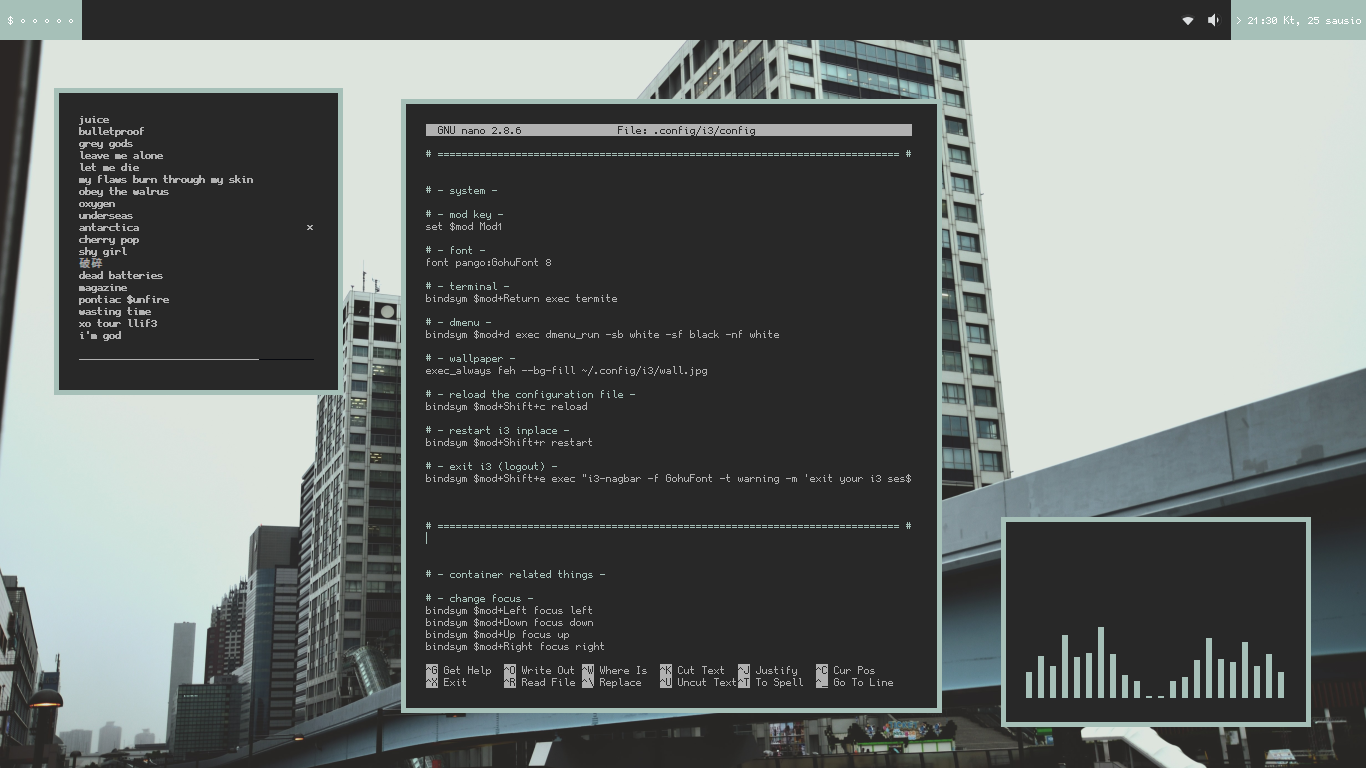 $ o o o o o
> 21:30 Kt, 25 sausio
juice
bulletproof
grey gods
leave me alone
let me die
my flaws burn through my skin
obey the walrus
oxygen
underseas
antarctica ×
cherry pop
shy girl
破碎
dead batteries
magazine
pontiac $unfire
wasting time
xo tour llif3
i'm god
GNU nano 2.8.6 File: .config/i3/config
# ============================================================================= #
# - system -
# - mod key -
set $mod Mod1
# - font -
font pango:GohuFont 8
# - terminal -
bindsym $mod+Return exec termite
# - dmenu -
bindsym $mod+d exec dmenu_run -sb white -sf black -nf white
# - wallpaper -
exec_always feh --bg-fill ~/.config/i3/wall.jpg
# - reload the configuration file -
bindsym $mod+Shift+c reload
# - restart i3 inplace -
bindsym $mod+Shift+r restart
# - exit i3 (logout) -
bindsym $mod+Shift+e exec "i3-nagbar -f GohuFont -t warning -m 'exit your i3 ses$
# ============================================================================= #
# - container related things -
# - change focus -
bindsym $mod+Left focus left
bindsym $mod+Down focus down
bindsym $mod+Up focus up
bindsym $mod+Right focus right
^G Get Help ^O Write Out ^W Where Is ^K Cut Text ^J Justify ^C Cur Pos
^X Exit ^R Read File ^\ Replace ^U Uncut Text ^T To Spell ^_ Go To Line